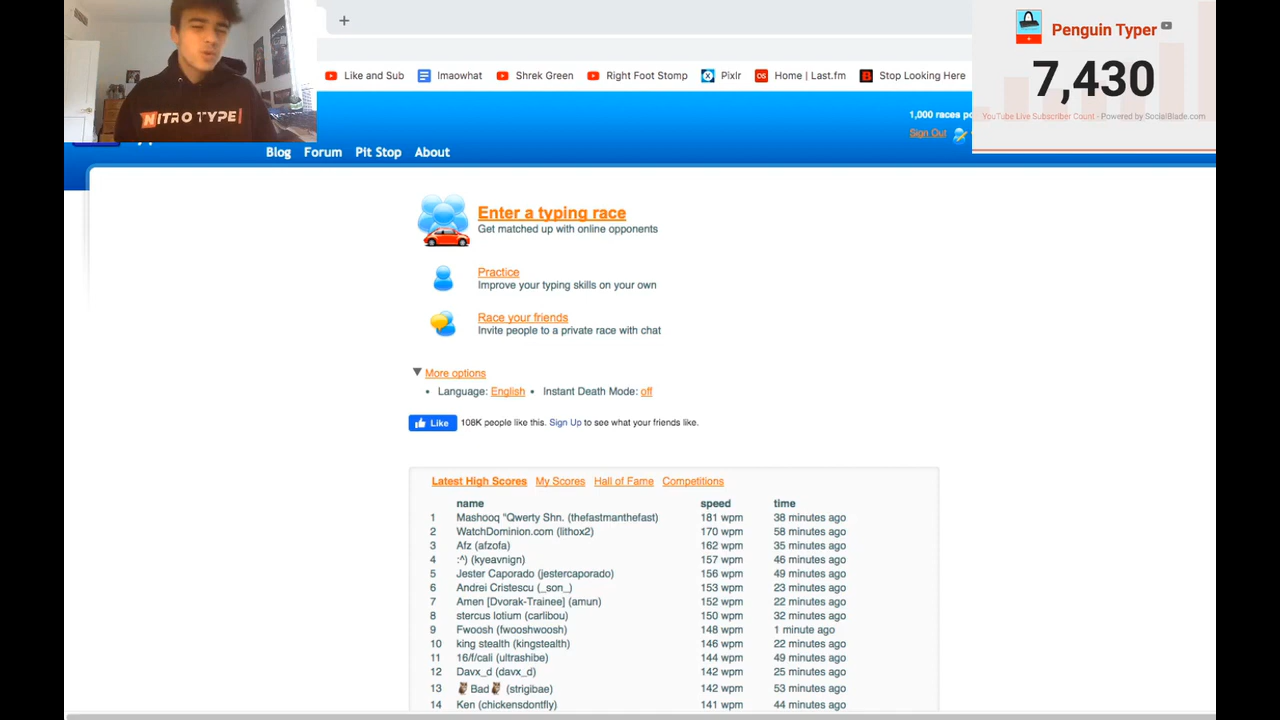 Penguin Typer
7,430
YouTube Live Subscriber Count - Powered by SocialBlade.com
Like and Sub
lmaowhat
Shrek Green
Right Foot Stomp
Pixlr
Home | Last.fm
Stop Looking Here
NITRO TYPE
1,000 races
Sign Out
Blog Forum Pit Stop About
Enter a typing race
Get matched up with online opponents
Practice
Improve your typing skills on your own
Race your friends
Invite people to a private race with chat
▼ More options
• Language: English • Instant Death Mode: off
Like 108K people like this. Sign Up to see what your friends like.
Latest High Scores My Scores Hall of Fame Competitions
name speed time
1 Mashooq "Qwerty Shn. (thefastmanthefast) 181 wpm 38 minutes ago
2 WatchDominion.com (lithox2) 170 wpm 58 minutes ago
3 Afz (afzofa) 162 wpm 35 minutes ago
4 :^) (kyeavnign) 157 wpm 46 minutes ago
5 Jester Caporado (jestercaporado) 156 wpm 49 minutes ago
6 Andrei Cristescu (_son_) 153 wpm 23 minutes ago
7 Amen [Dvorak-Trainee] (amun) 152 wpm 22 minutes ago
8 stercus lotium (carlibou) 150 wpm 32 minutes ago
9 Fwoosh (fwooshwoosh) 148 wpm 1 minute ago
10 king stealth (kingstealth) 146 wpm 22 minutes ago
11 16/f/cali (ultrashibe) 144 wpm 49 minutes ago
12 Davx_d (davx_d) 142 wpm 25 minutes ago
13 🦉Bad🦉 (strigibae) 142 wpm 53 minutes ago
14 Ken (chickensdontfly) 141 wpm 44 minutes ago